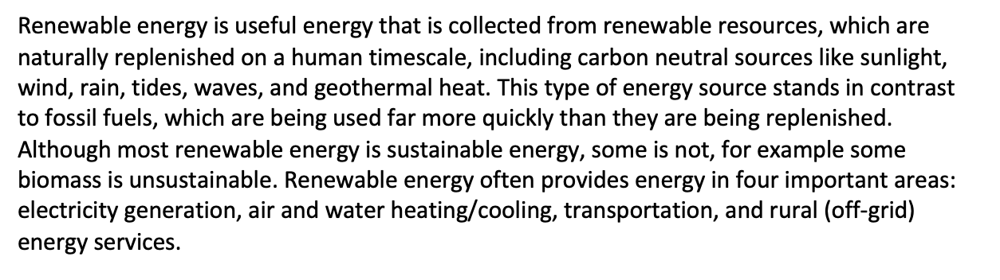 Renewable energy is useful energy that is collected from renewable resources, which are
naturally replenished on a human timescale, including carbon neutral sources like sunlight,
wind, rain, tides, waves, and geothermal heat. This type of energy source stands in contrast
to fossil fuels, which are being used far more quickly than they are being replenished.
Although most renewable energy is sustainable energy, some is not, for example some
biomass is unsustainable. Renewable energy often provides energy in four important areas:
electricity generation, air and water heating/cooling, transportation, and rural (off-grid)
energy services.